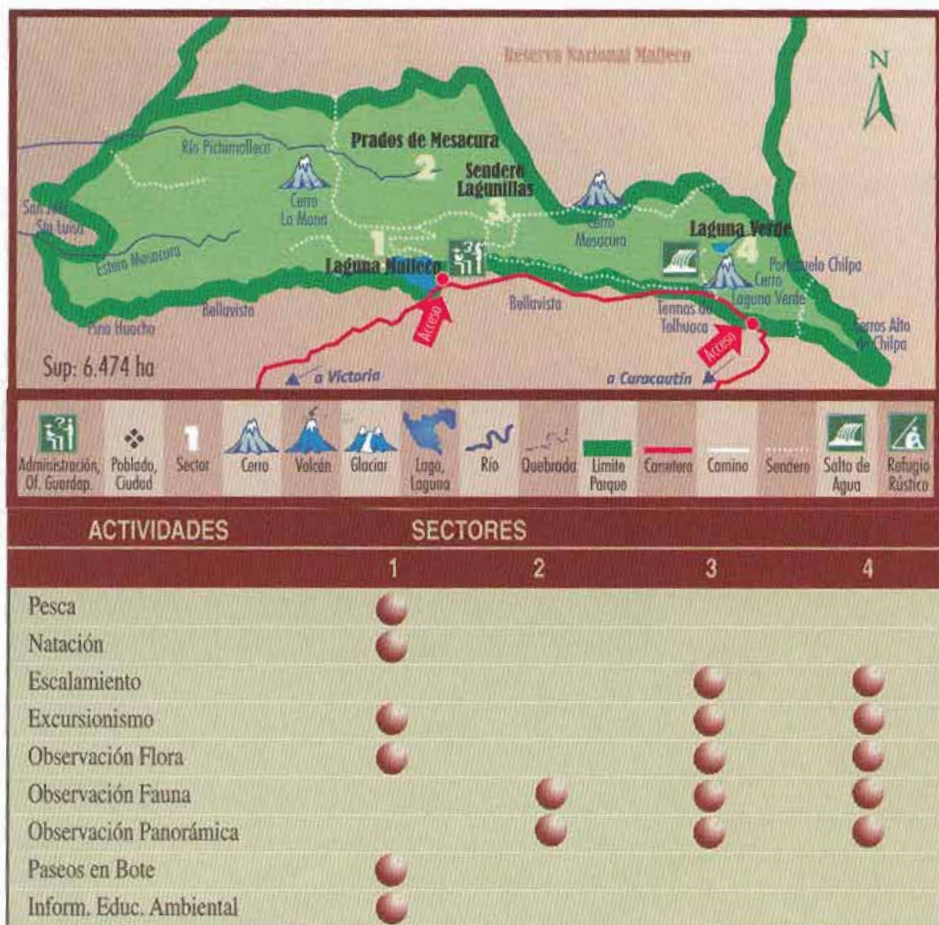 Reserva Nacional Malleco
N
Prados de Mesacura
Río Pichimalleco
2
Sendero
Lagunillas
Cerro
La Mona
3
San José
Sta Luisa
Cerro
Mesacura
Laguna Verde
1
4
Estero Mesacura
Laguna Malleco
Portezuelo Chilpa
Cerro
Laguna Verde
Bellavista
Bellavista
Termas de
Tolhuaca
Pino Huacho
Acceso
Acceso
Cerros Alto
de Chilpa
Sup: 6.474 ha
a Victoria
a Curacautín
Administración,
Of. Guardap.
Poblado,
Ciudad
1
Sector
Cerro
Volcán
Glaciar
Lago,
Laguna
Río
Quebrada
Limite
Parque
Carretera
Camino
Sendero
Salto de
Agua
Refugio
Rústico
ACTIVIDADES SECTORES
1 2 3 4
Pesca
Natación
Escalamiento
Excursionismo
Observación Flora
Observación Fauna
Observación Panorámica
Paseos en Bote
Inform. Educ. Ambiental